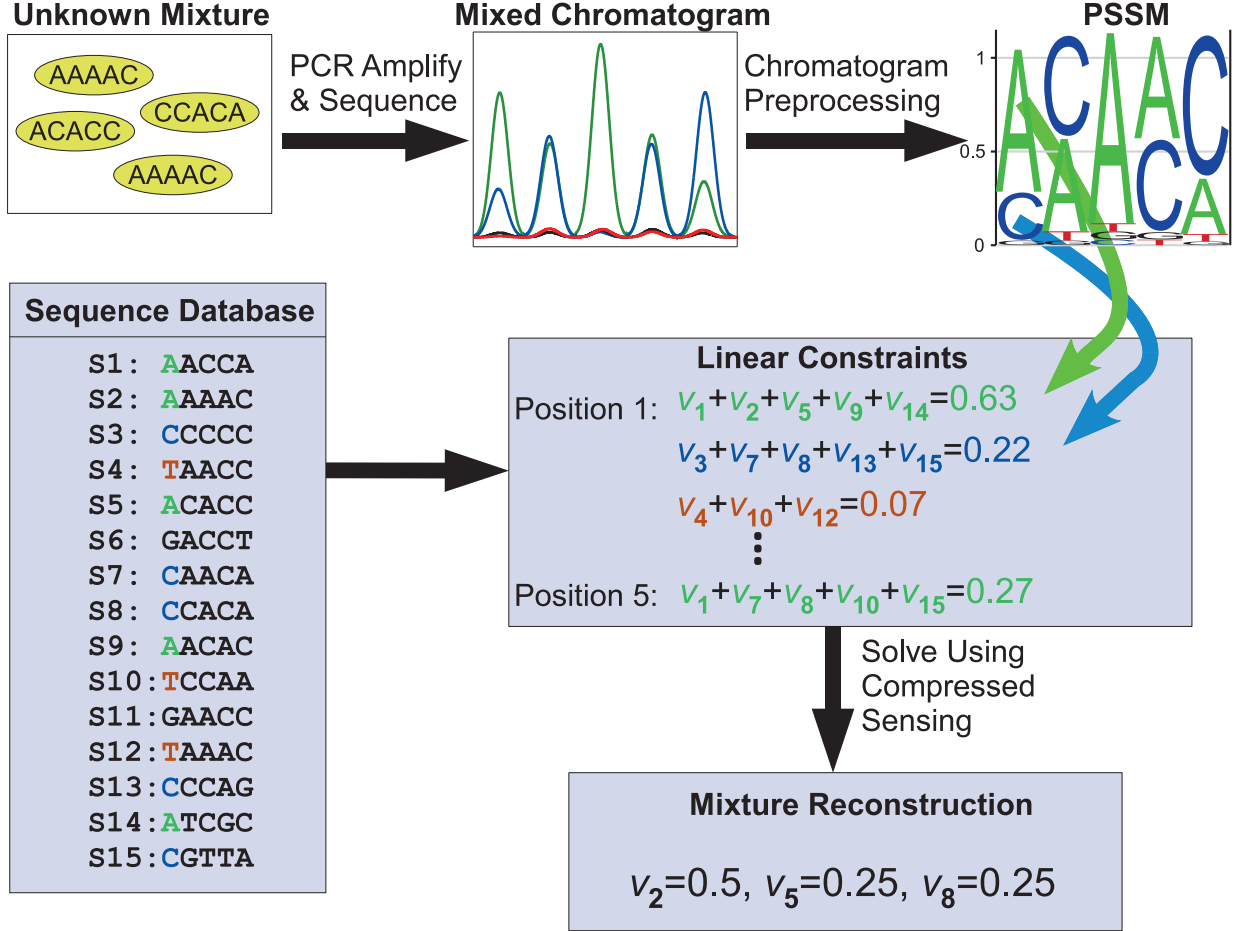 Unknown Mixture
Mixed Chromatogram
PSSM
AAAAC
CCACA
ACACC
AAAAC
PCR Amplify
& Sequence
Chromatogram
Preprocessing
1
0.5
0
A C A A C
C A T C A
G G T G G T
G C T G
Sequence Database
S1: AACCA
S2: AAAAC
S3: CCCCC
S4: TAACC
S5: ACACC
S6: GACCT
S7: CAACA
S8: CCACA
S9: AACAC
S10:TCCAA
S11:GAACC
S12:TAAAC
S13:CCCAG
S14:ATCGC
S15:CGTTA
Linear Constraints
Position 1: v1+v2+v5+v9+v14=0.63
v3+v7+v8+v13+v15=0.22
v4+v10+v12=0.07
Position 5: v1+v7+v8+v10+v15=0.27
Solve Using
Compressed
Sensing
Mixture Reconstruction
v2=0.5, v5=0.25, v8=0.25